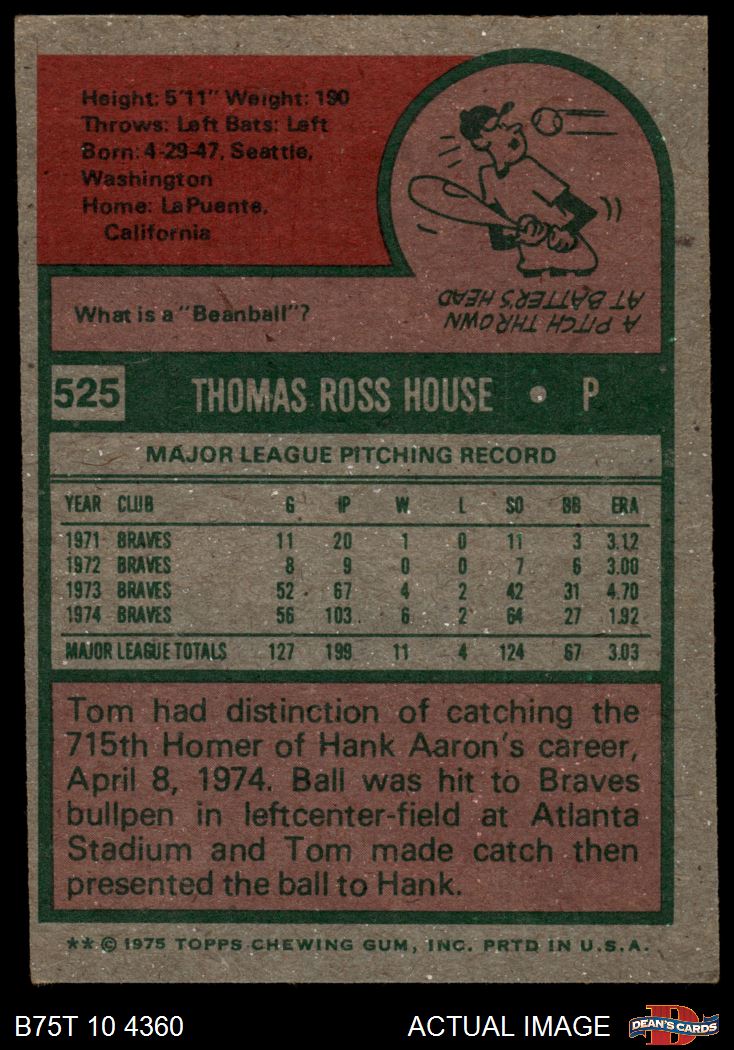 Height: 5'11" Weight: 190
Throws: Left Bats: Left
Born: 4-29-47, Seattle,
Washington
Home: LaPuente,
California
What is a "Beanball"?
A PITCH THROWN
AT BATTER'S HEAD
525 THOMAS ROSS HOUSE • P
MAJOR LEAGUE PITCHING RECORD
YEAR CLUB G IP W L SO BB ERA
1971 BRAVES 11 20 1 0 11 3 3.12
1972 BRAVES 8 9 0 0 7 6 3.00
1973 BRAVES 52 67 4 2 42 31 4.70
1974 BRAVES 56 103 6 2 64 27 1.92
MAJOR LEAGUE TOTALS 127 199 11 4 124 67 3.03
Tom had distinction of catching the
715th Homer of Hank Aaron's career,
April 8, 1974. Ball was hit to Braves
bullpen in leftcenter-field at Atlanta
Stadium and Tom made catch then
presented the ball to Hank.
** © 1975 TOPPS CHEWING GUM, INC. PRTD IN U.S.A.
B75T 10 4360 ACTUAL IMAGE DEAN'S CARDS